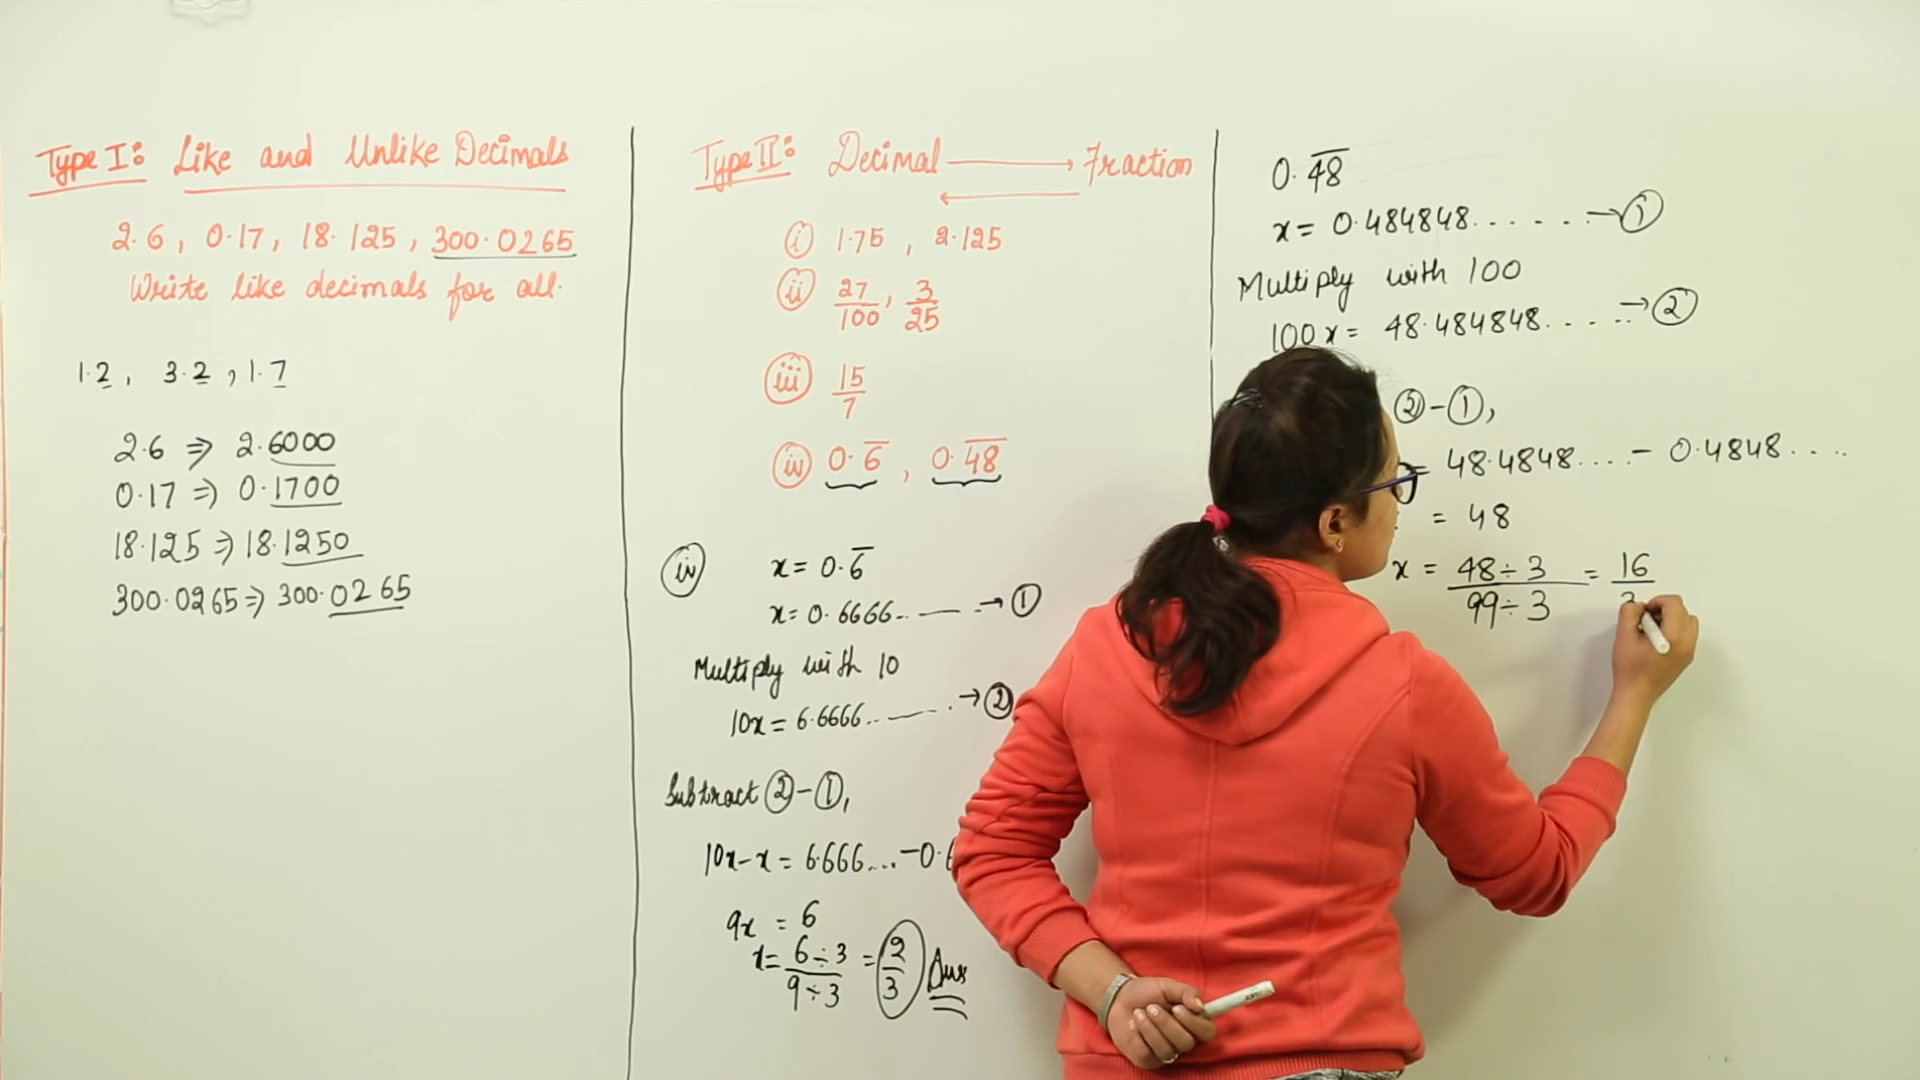 Type I: Like and Unlike Decimals
2.6, 0.17, 18.125, 300.0265
Write like decimals for all.
1.2, 3.2, 1.7
2.6 ⇒ 2.6000
0.17 ⇒ 0.1700
18.125 ⇒ 18.1250
300.0265 ⇒ 300.0265
Type II: Decimal → Fraction
←
(i) 1.75, 2.125
(ii) 27/100, 3/25
(iii) 15/7
(iv) 0.6̅, 0.4̅8̅
(iv) x = 0.6̅
x = 0.6666..——.→ ①
Multiply with 10
10x = 6.6666..——.→ ②
Subtract ②-①,
10x-x = 6.666...-0.
9x = 6
x = 6÷3/9÷3 = 2/3 Ans
0.4̅8̅
x = 0.484848......→ ①
Multiply with 100
100x = 48.484848.....→ ②
②-①,
= 48.4848....- 0.4848....
= 48
x = 48÷3/99÷3 = 16/